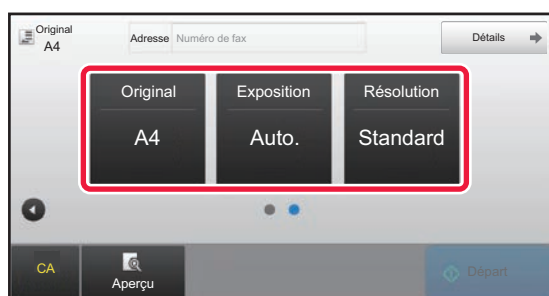 Original
A4
Adresse Numéro de fax
Détails
Original Exposition Résolution
A4 Auto. Standard
CA
Aperçu
Départ